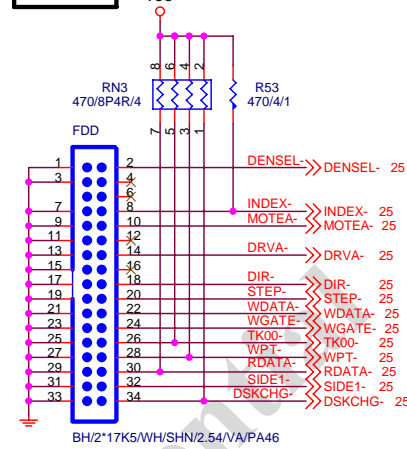 8 6 4 2
RN3
470/8P4R/4
R53
470/4/1
7 5 3 1
FDD
1 2 DENSEL- DENSEL- 25
3 4
6
7 8 INDEX- INDEX- 25
9 10 MOTEA- MOTEA- 25
11 12
13 14 DRVA- DRVA- 25
15 16
17 18 DIR- DIR- 25
19 20 STEP- STEP- 25
21 22 WDATA- WDATA- 25
23 24 WGATE- WGATE- 25
25 26 TK00- TK00- 25
27 28 WPT- WPT- 25
29 30 RDATA- RDATA- 25
31 32 SIDE1- SIDE1- 25
33 34 DSKCHG- DSKCHG- 25
BH/2*17K5/WH/SHN/2.54/VA/PA46